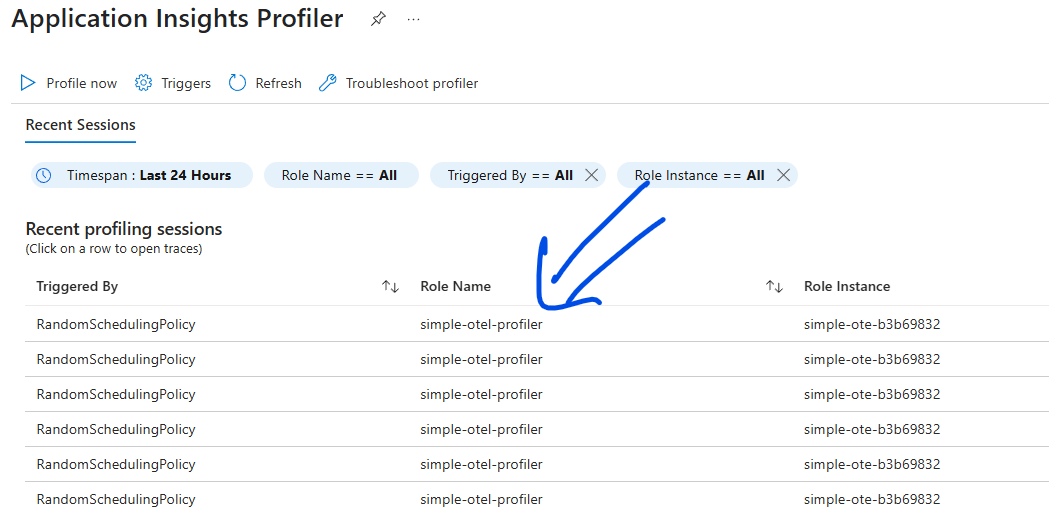 Application Insights Profiler ...
Profile now Triggers Refresh Troubleshoot profiler
Recent Sessions
Timespan : Last 24 Hours Role Name == All Triggered By == All Role Instance == All
Recent profiling sessions
(Click on a row to open traces)
Triggered By Role Name Role Instance
RandomSchedulingPolicy simple-otel-profiler simple-ote-b3b69832
RandomSchedulingPolicy simple-otel-profiler simple-ote-b3b69832
RandomSchedulingPolicy simple-otel-profiler simple-ote-b3b69832
RandomSchedulingPolicy simple-otel-profiler simple-ote-b3b69832
RandomSchedulingPolicy simple-otel-profiler simple-ote-b3b69832
RandomSchedulingPolicy simple-otel-profiler simple-ote-b3b69832